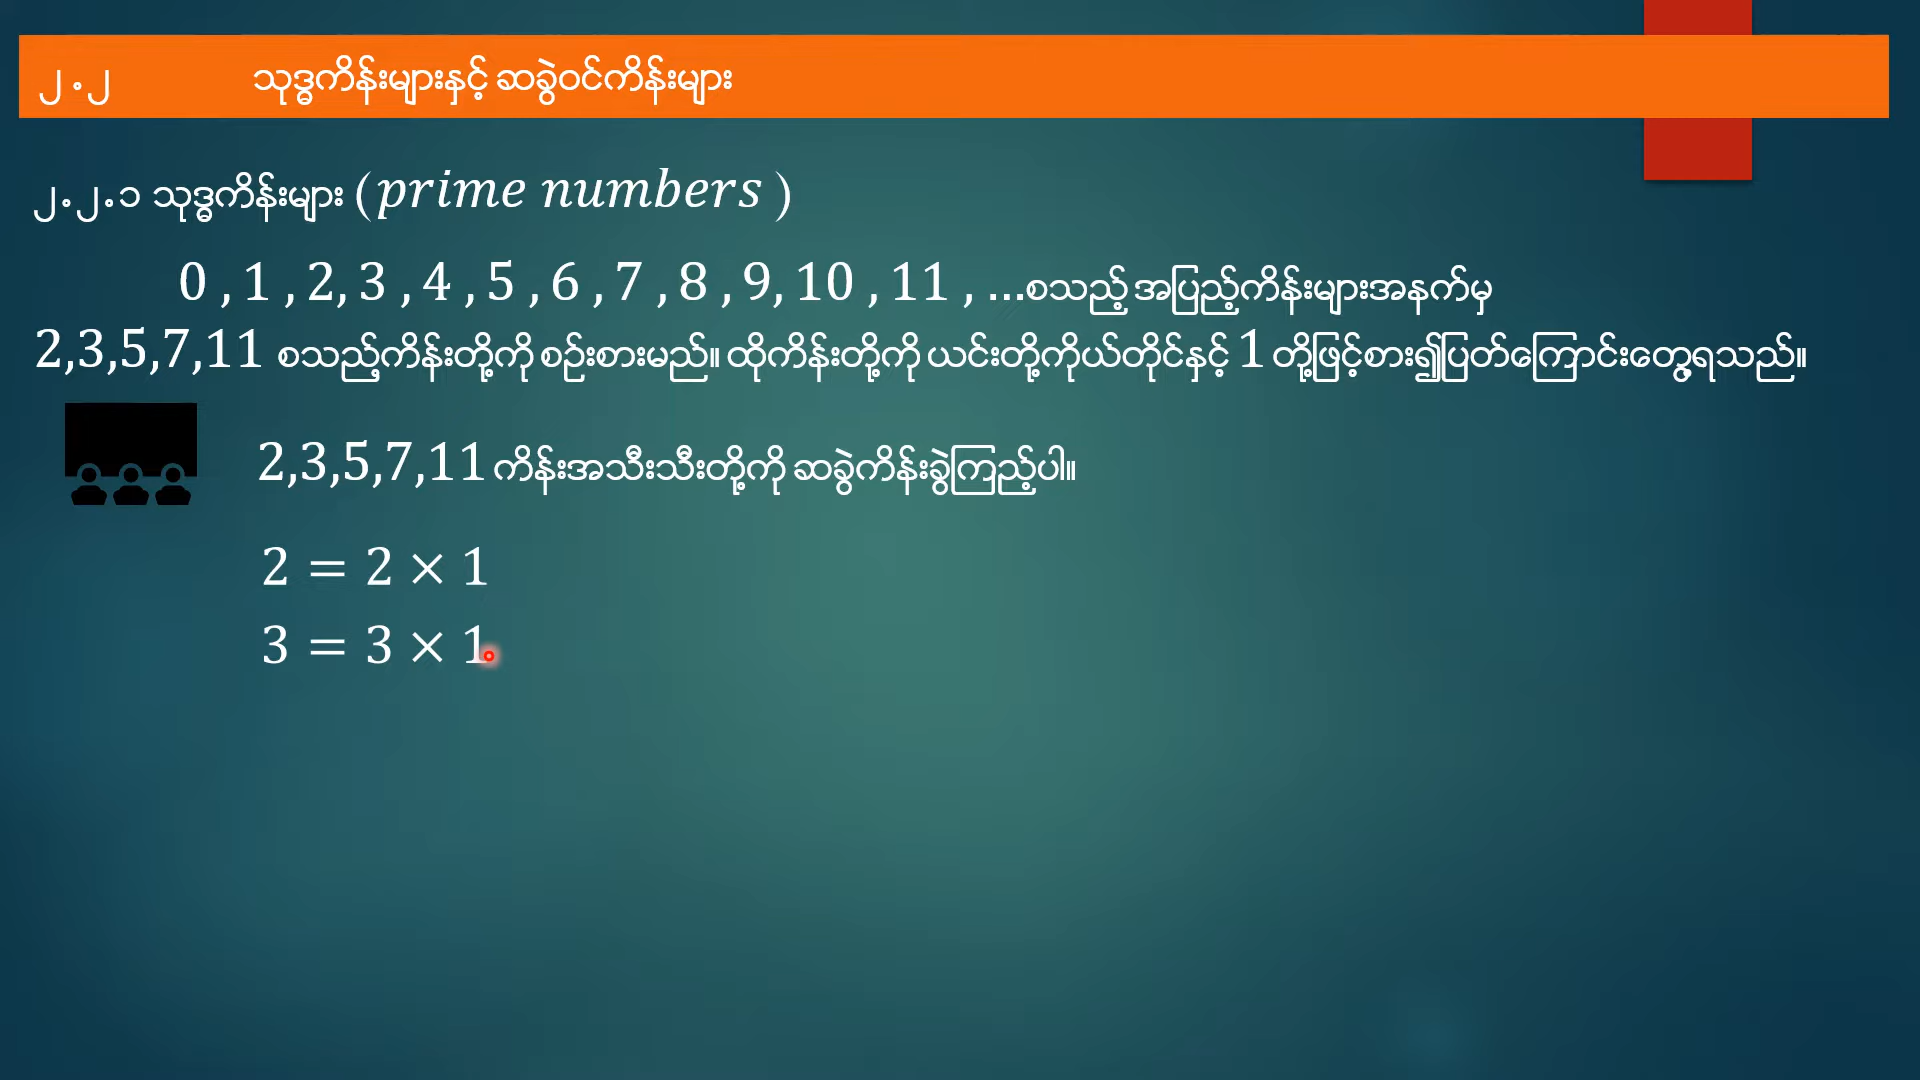 ၂.၂ သုဒ္ဓကိန်းများနှင့် ဆခွဲဝင်ကိန်းများ
၂.၂.၁ သုဒ္ဓကိန်းများ (prime numbers )
0 , 1 , 2, 3 , 4 , 5 , 6 , 7 , 8 , 9, 10 , 11 , ...စသည့် အပြည့်ကိန်းများအနက်မှ
2,3,5,7,11 စသည့်ကိန်းတို့ကို စဉ်းစားမည်။ ထိုကိန်းတို့ကို ယင်းတို့ကိုယ်တိုင်နှင့် 1 တို့ဖြင့်စား၍ပြတ်ကြောင်းတွေ့ရသည်။
2,3,5,7,11 ကိန်းအသီးသီးတို့ကို ဆခွဲကိန်းခွဲကြည့်ပါ။
2 = 2 × 1
3 = 3 × 1